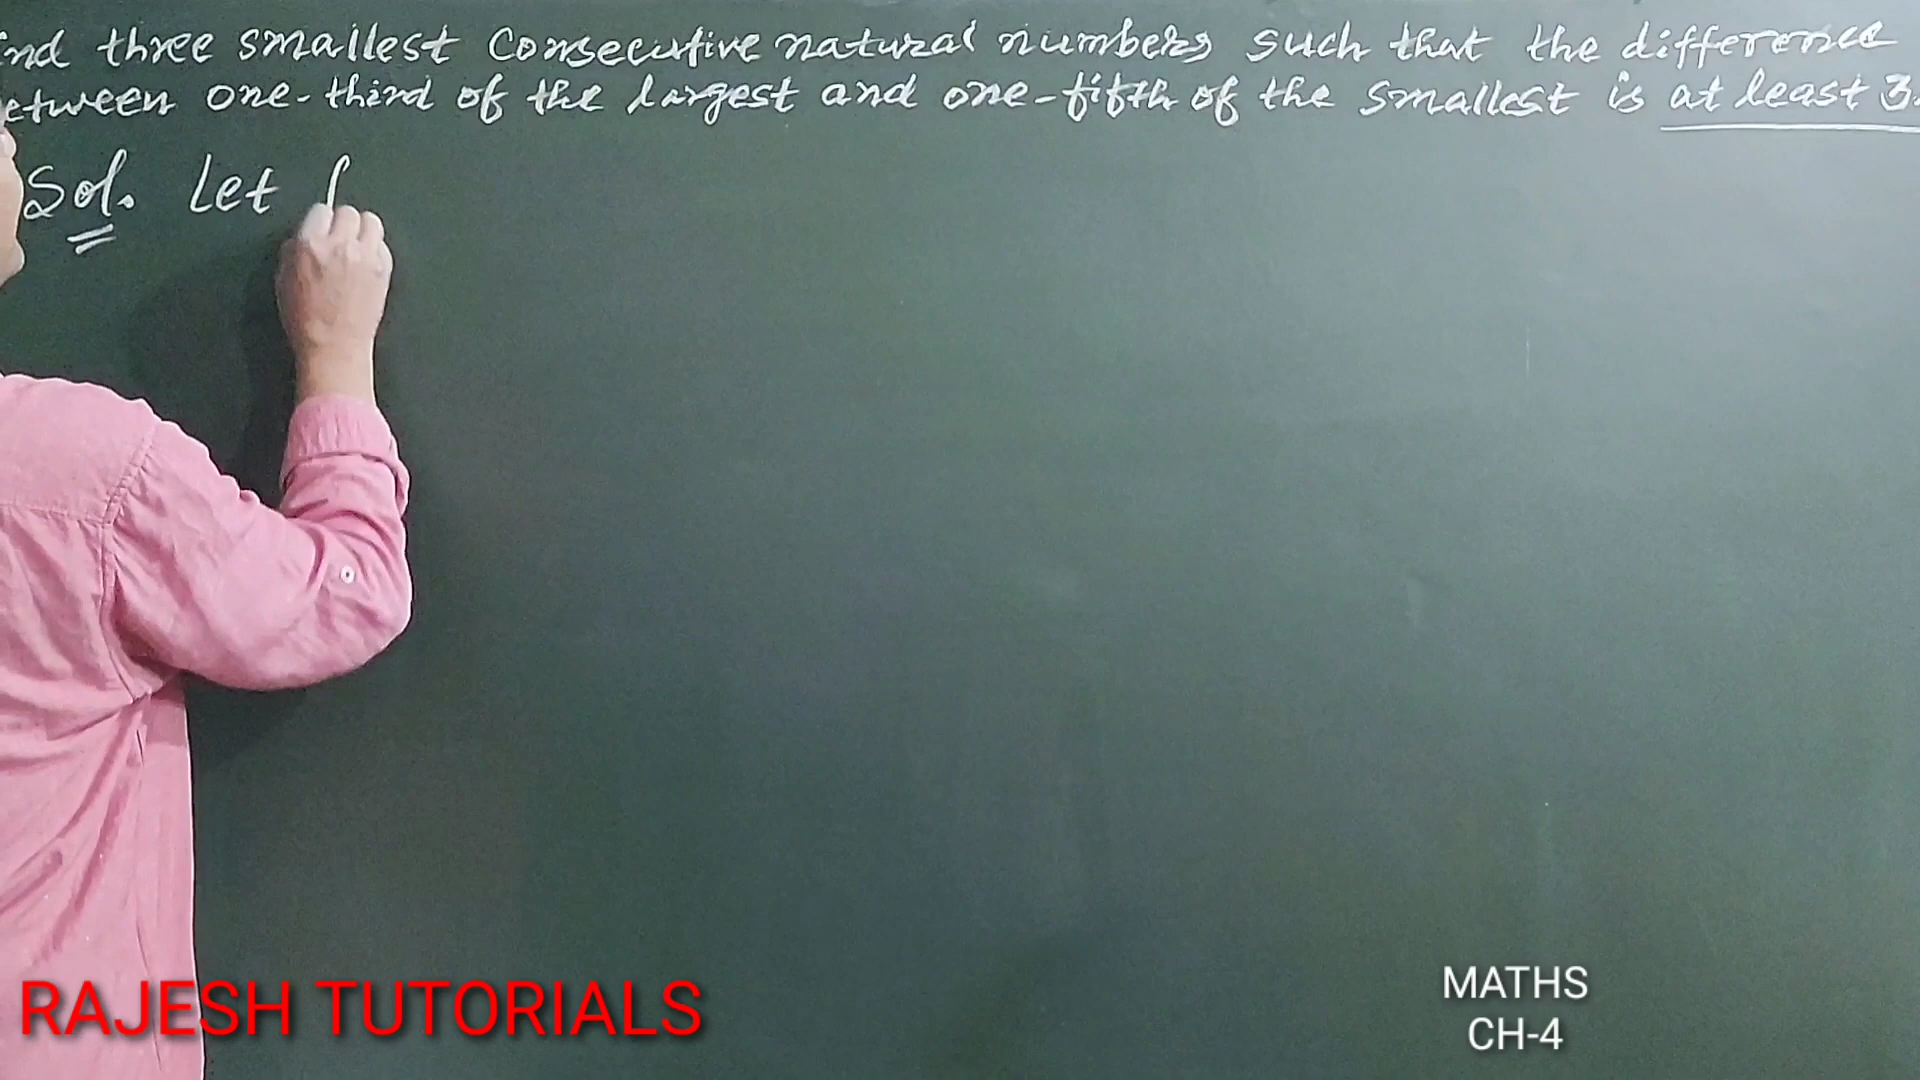 ind three smallest Consecutive natural numbers such that the difference
etween one-third of the largest and one-fifth of the smallest is at least 3.
Sol. Let
RAJESH TUTORIALS
MATHS
CH-4